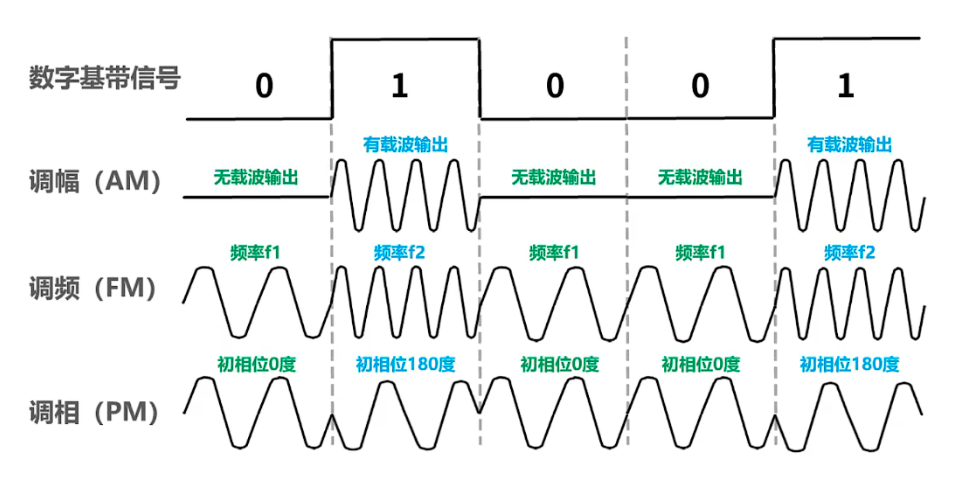 数字基带信号 0 1 0 0 1
有载波输出 有载波输出
调幅（AM） 无载波输出 无载波输出 无载波输出
频率f1 频率f2 频率f1 频率f1 频率f2
调频（FM）
初相位0度 初相位180度 初相位0度 初相位0度 初相位180度
调相（PM）